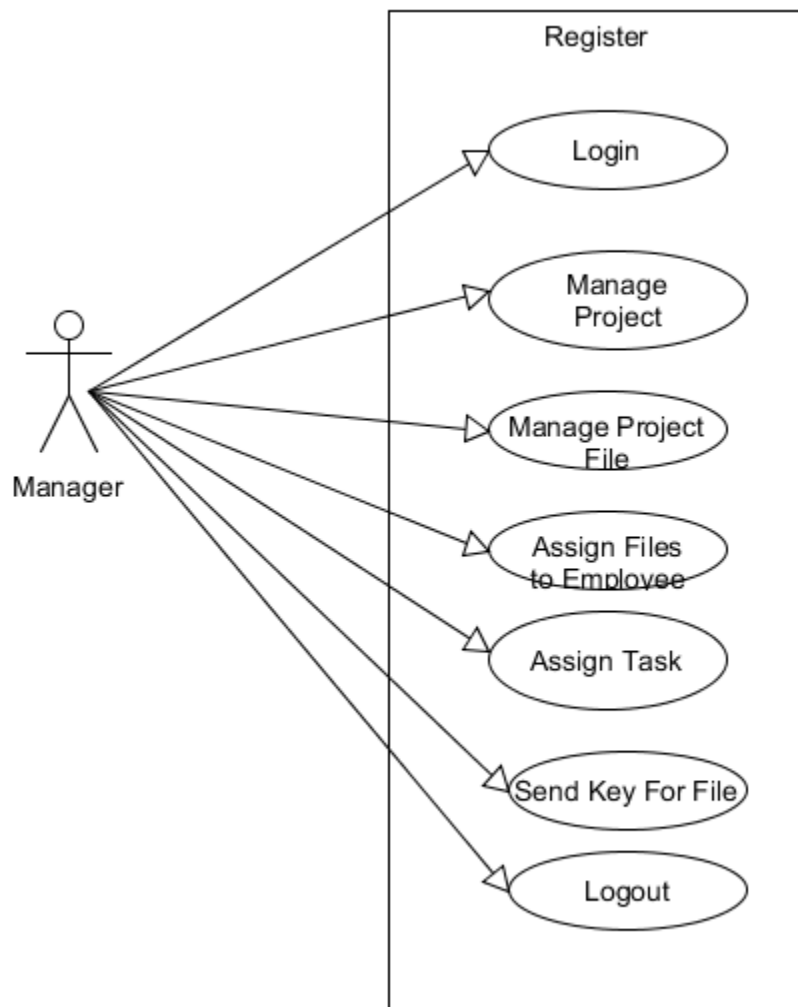 Register
Login
Manage
Project
Manage Project
File
Manager
Assign Files
to Employee
Assign Task
Send Key For File
Logout